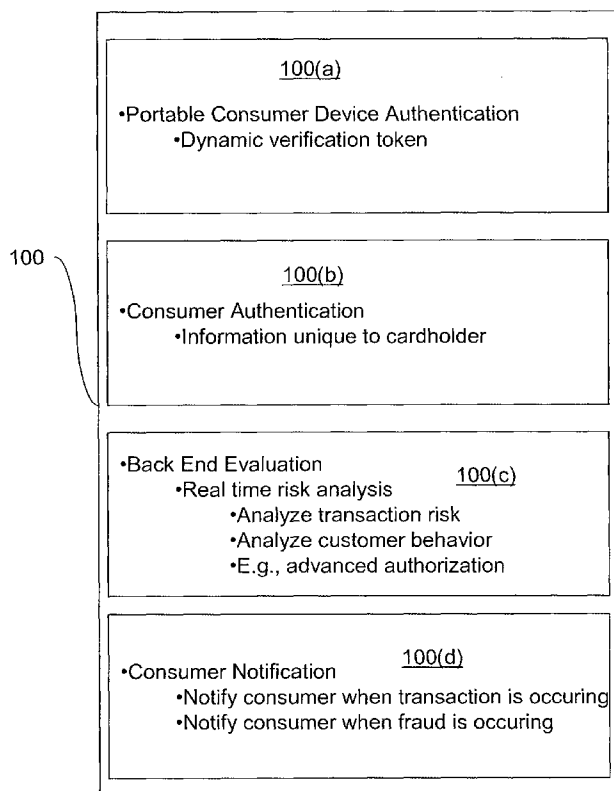 100(a)
•Portable Consumer Device Authentication
•Dynamic verification token
100
100(b)
•Consumer Authentication
•Information unique to cardholder
•Back End Evaluation
100(c)
•Real time risk analysis
•Analyze transaction risk
•Analyze customer behavior
•E.g., advanced authorization
100(d)
•Consumer Notification
•Notify consumer when transaction is occuring
•Notify consumer when fraud is occuring